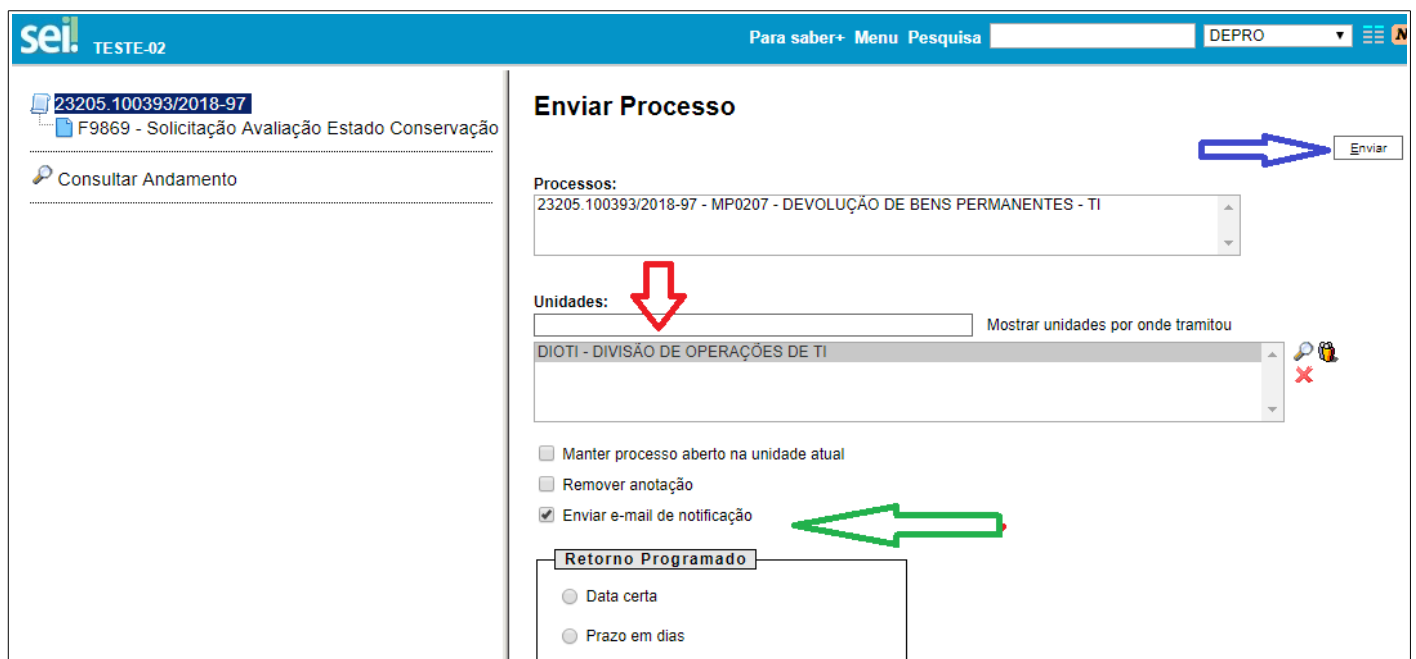 sei! TESTE-02 Para saber+ Menu Pesquisa DEPRO N
23205.100393/2018-97
F9869 - Solicitação Avaliação Estado Conservação
Consultar Andamento
Enviar Processo
Enviar
Processos:
23205.100393/2018-97 - MP0207 - DEVOLUÇÃO DE BENS PERMANENTES - TI
Unidades:
Mostrar unidades por onde tramitou
DIOTI - DIVISÃO DE OPERAÇÕES DE TI
Manter processo aberto na unidade atual
Remover anotação
Enviar e-mail de notificação
Retorno Programado
Data certa
Prazo em dias